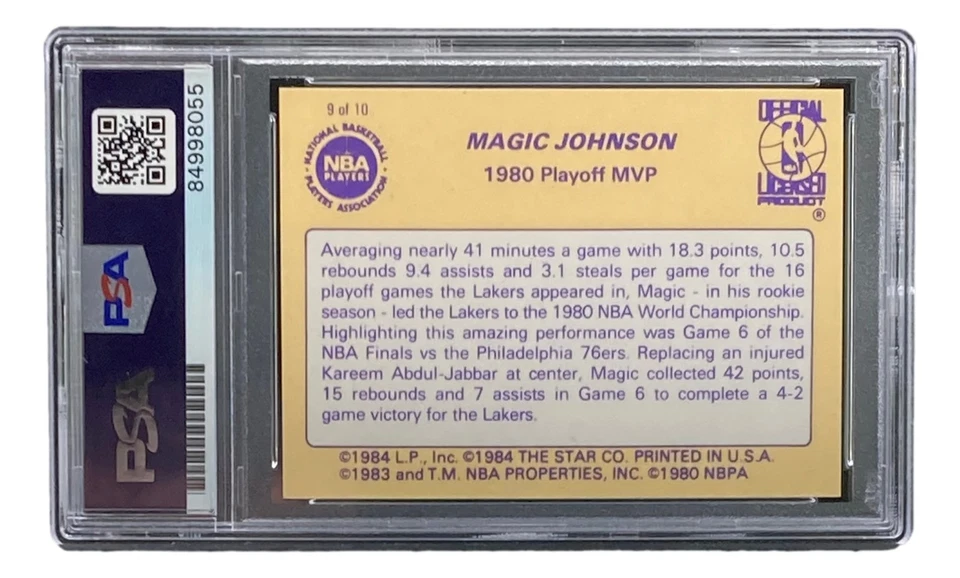 84998055
PSA
PSA
9 of 10
NATIONAL BASKETBALL
NBA
PLAYERS
PLAYERS ASSOCIATION
MAGIC JOHNSON
1980 Playoff MVP
OFFICIAL
LICENSED
PRODUCT
®
Averaging nearly 41 minutes a game with 18.3 points, 10.5
rebounds 9.4 assists and 3.1 steals per game for the 16
playoff games the Lakers appeared in, Magic - in his rookie
season - led the Lakers to the 1980 NBA World Championship.
Highlighting this amazing performance was Game 6 of the
NBA Finals vs the Philadelphia 76ers. Replacing an injured
Kareem Abdul-Jabbar at center, Magic collected 42 points,
15 rebounds and 7 assists in Game 6 to complete a 4-2
game victory for the Lakers.
©1984 L.P., Inc. ©1984 THE STAR CO. PRINTED IN U.S.A.
©1983 and T.M. NBA PROPERTIES, INC. ©1980 NBPA